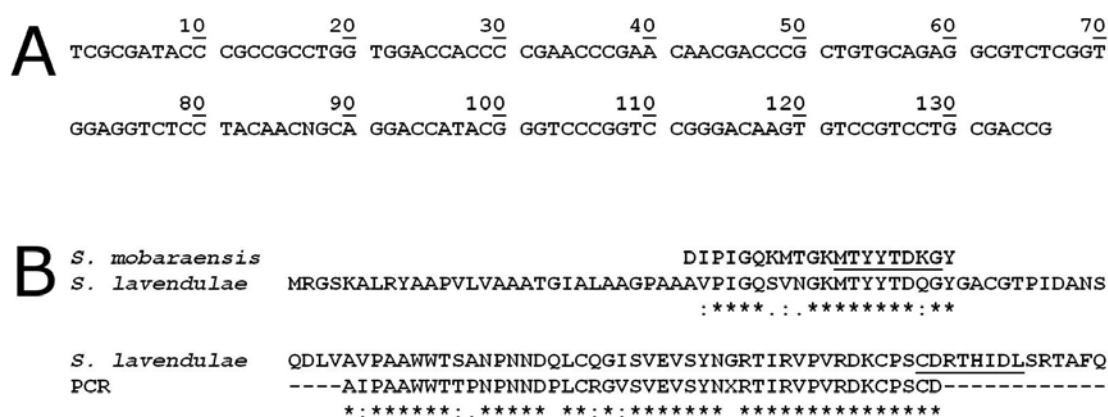 A
10 20 30 40 50 60 70
TCGCGATACC CGCCGCCTGG TGGACCACCC CGAACCCGAA CAACGACCCG CTGTGCAGAG GCGTCTCGGT
80 90 100 110 120 130
GGAGGTCTCC TACAACNGCA GGACCATACG GGTCCCGGTC CGGGACAAGT GTCCGTCCTG CGACCG
B
S. mobaraensis DIPIGQKMTGKMTYYTDKGY
S. lavendulae MRGSKALRYAAPVLVAAATGIALAAGPAAAVPIGQSVNGKMTYYTDQGYGACGTPIDANS
:****.:.********:**
S. lavendulae QDLVAVPAAWWTSANPNNDQLCQGISVEVSYNGRTIRVPVRDKCPSCDRTHIDLSRTAFQ
PCR ----AIPAAWWTTPNPNNDPLCRGVSVEVSYNXRTIRVPVRDKCPSCD------------
*:******:.***** **:*:******* ***************